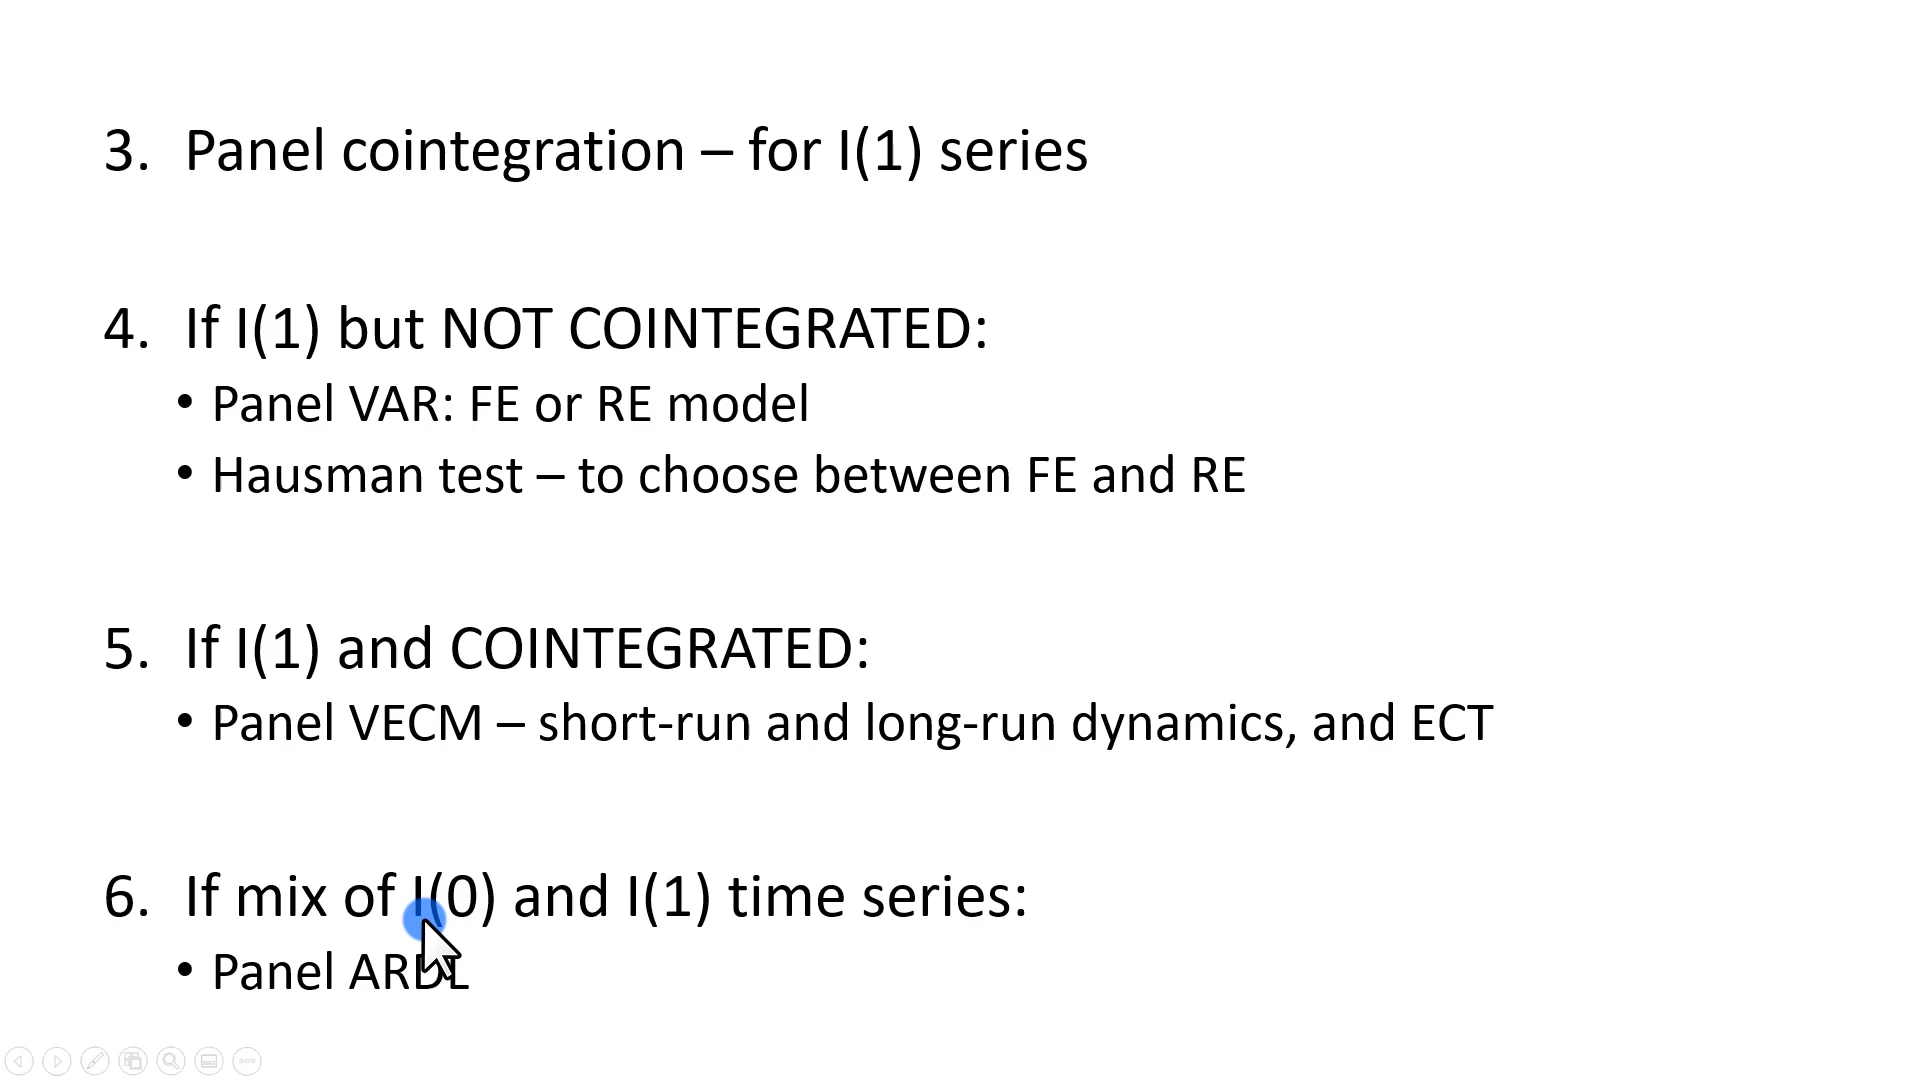 3. Panel cointegration – for I(1) series
4. If I(1) but NOT COINTEGRATED:
• Panel VAR: FE or RE model
• Hausman test – to choose between FE and RE
5. If I(1) and COINTEGRATED:
• Panel VECM – short-run and long-run dynamics, and ECT
6. If mix of I(0) and I(1) time series:
• Panel ARDL